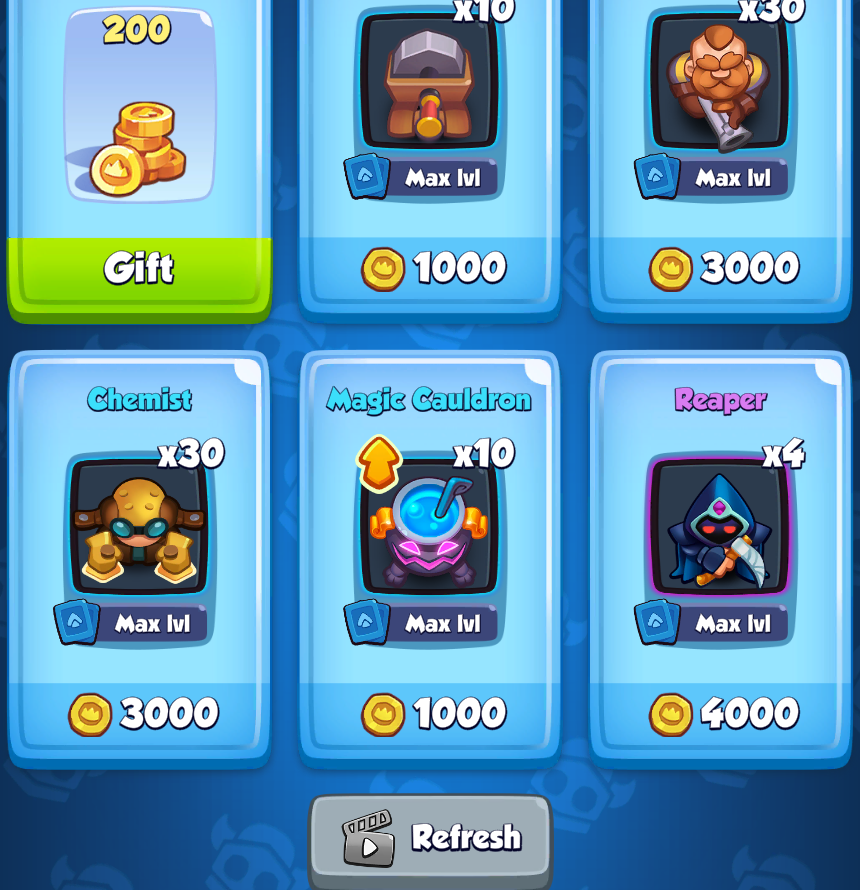 200
x10
x30
Max lvl
Max lvl
Gift
1000
3000
Chemist
Magic Cauldron
Reaper
x30
x10
x4
Max lvl
Max lvl
Max lvl
3000
1000
4000
Refresh